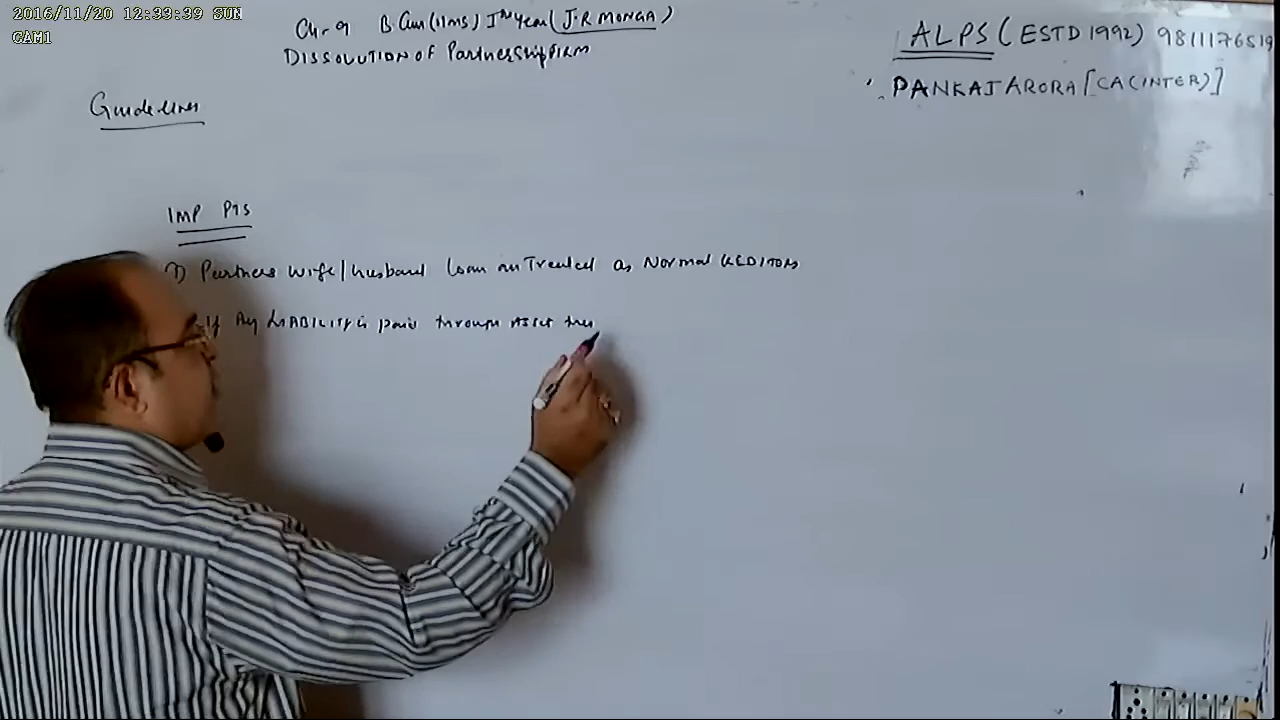 2016/11/20 12:39:39 SUN
CAM1
Ch-9 B Com (Hons) Ist Year (J.R MONGA)
DISSOLUTION OF Partnership FIRM
ALPS (ESTD 1992) 9811176519
PANKAJ ARORA [CA (INTER)]
Guidelines
IMP PTS
1) Partners wife/husband loan are Treated as Normal CREDITORS
If Any LIABILITY is paid through Asset then